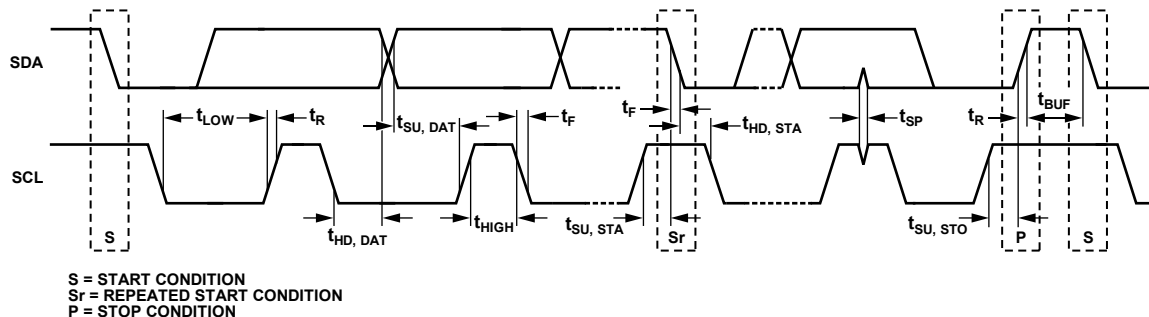 SDA
tLOW
tR
tSU, DAT
tF
tF
tHD, STA
tSP
tR
tBUF
SCL
S
tHD, DAT
tHIGH
tSU, STA
Sr
tSU, STO
P
S
S = START CONDITION
Sr = REPEATED START CONDITION
P = STOP CONDITION